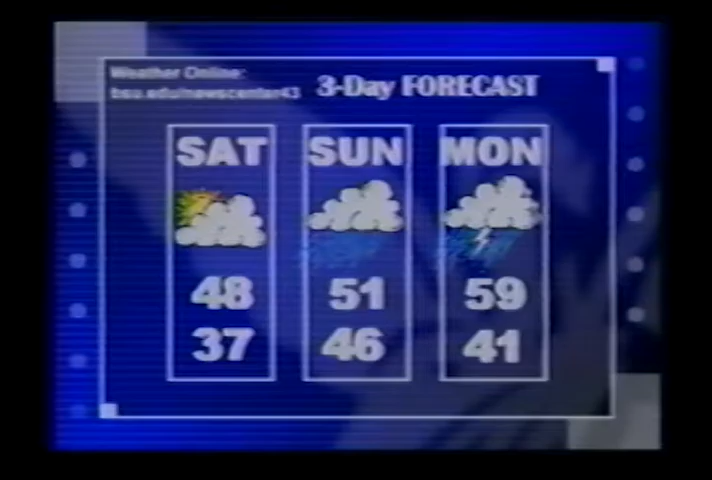 Weather Online:
bsu.edu/newscenter43
3-Day FORECAST
SAT SUN MON
48 51 59
37 46 41